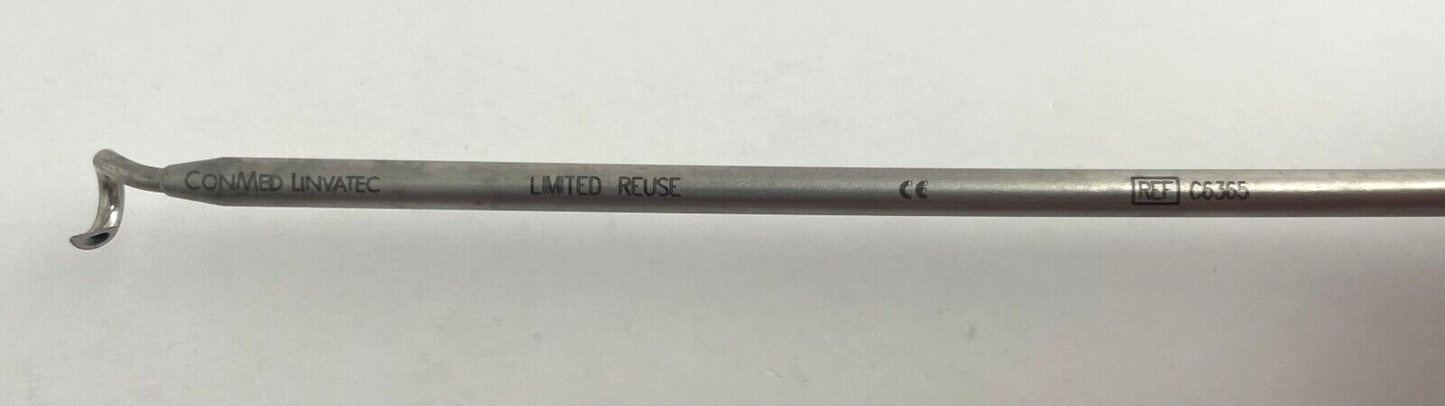 CONMED LINVATEC LIMITED REUSE CE REF C6365